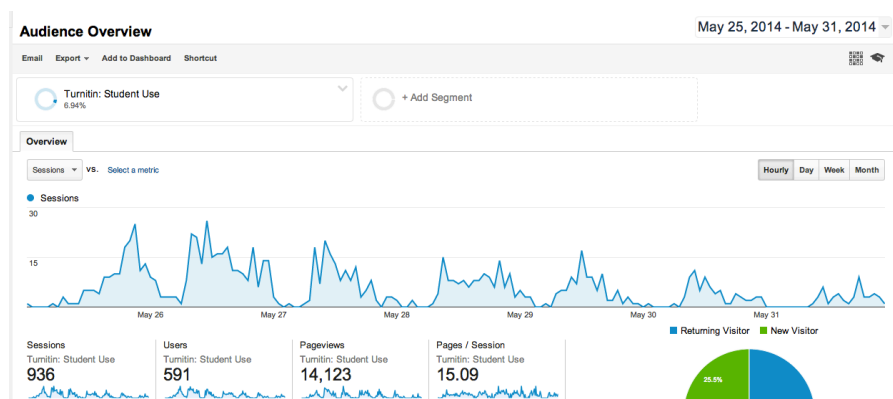 Audience Overview
May 25, 2014 - May 31, 2014
Email Export Add to Dashboard Shortcut
Turnitin: Student Use
6.94%
+ Add Segment
Overview
Sessions VS. Select a metric
Hourly Day Week Month
Sessions
30
15
May 26 May 27 May 28 May 29 May 30 May 31
Returning Visitor New Visitor
Sessions Users Pageviews Pages / Session
Turnitin: Student Use Turnitin: Student Use Turnitin: Student Use Turnitin: Student Use
936 591 14,123 15.09
25.5%